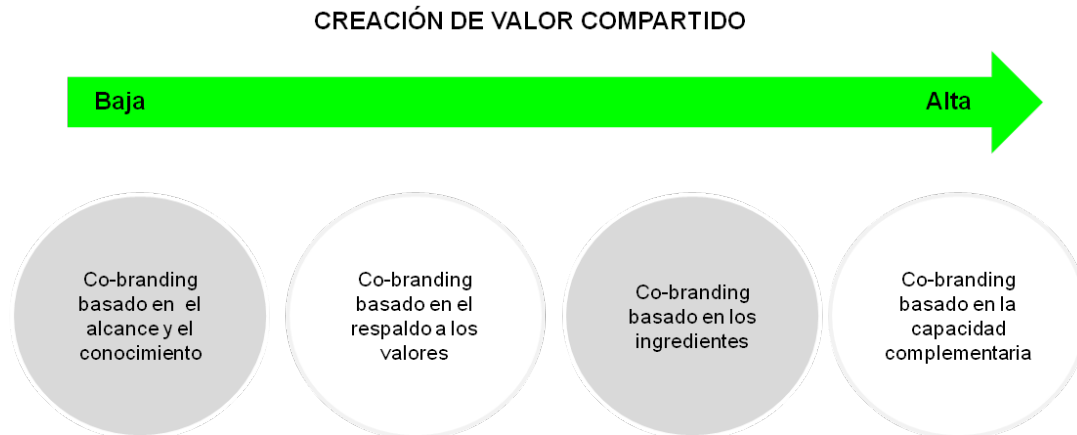 CREACIÓN DE VALOR COMPARTIDO
Baja
Alta
Co-branding
basado en el
alcance y el
conocimiento
Co-branding
basado en el
respaldo a los
valores
Co-branding
basado en los
ingredientes
Co-branding
basado en la
capacidad
complementaria